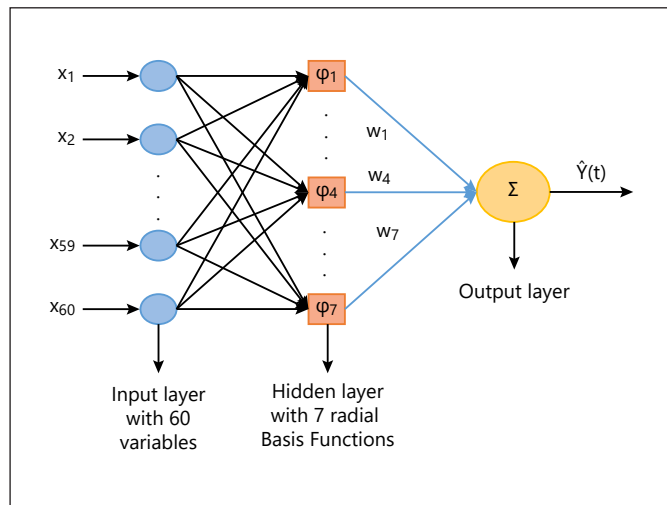 x1
x2
x59
x60
φ1
φ4
φ7
w1
w4
w7
Σ
Ŷ(t)
Output layer
Input layer
with 60
variables
Hidden layer
with 7 radial
Basis Functions